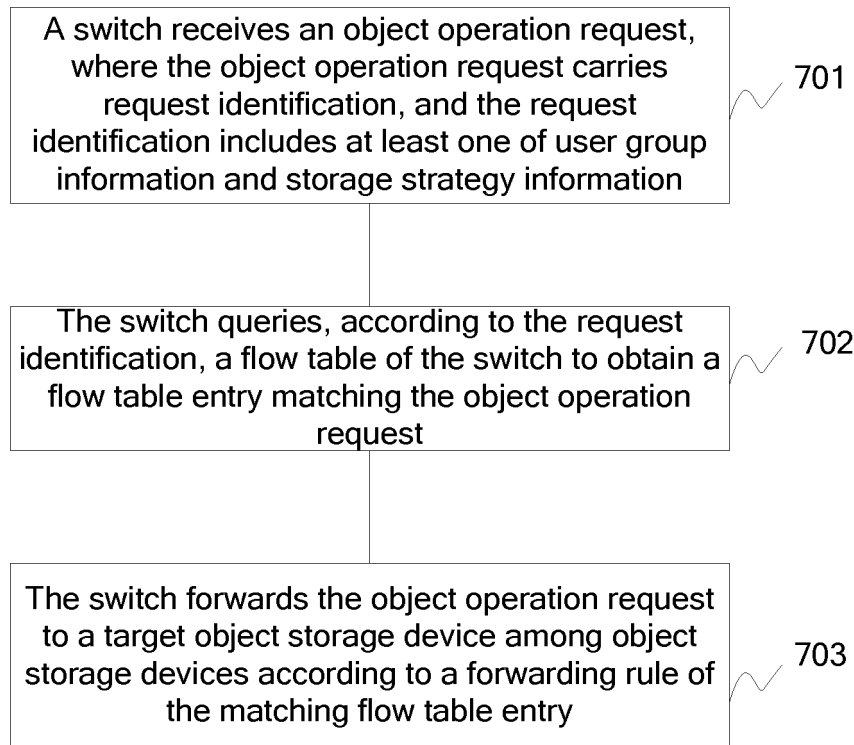 A switch receives an object operation request,
where the object operation request carries
request identification, and the request
identification includes at least one of user group
information and storage strategy information
701
The switch queries, according to the request
identification, a flow table of the switch to obtain a
flow table entry matching the object operation
request
702
The switch forwards the object operation request
to a target object storage device among object
storage devices according to a forwarding rule of
the matching flow table entry
703